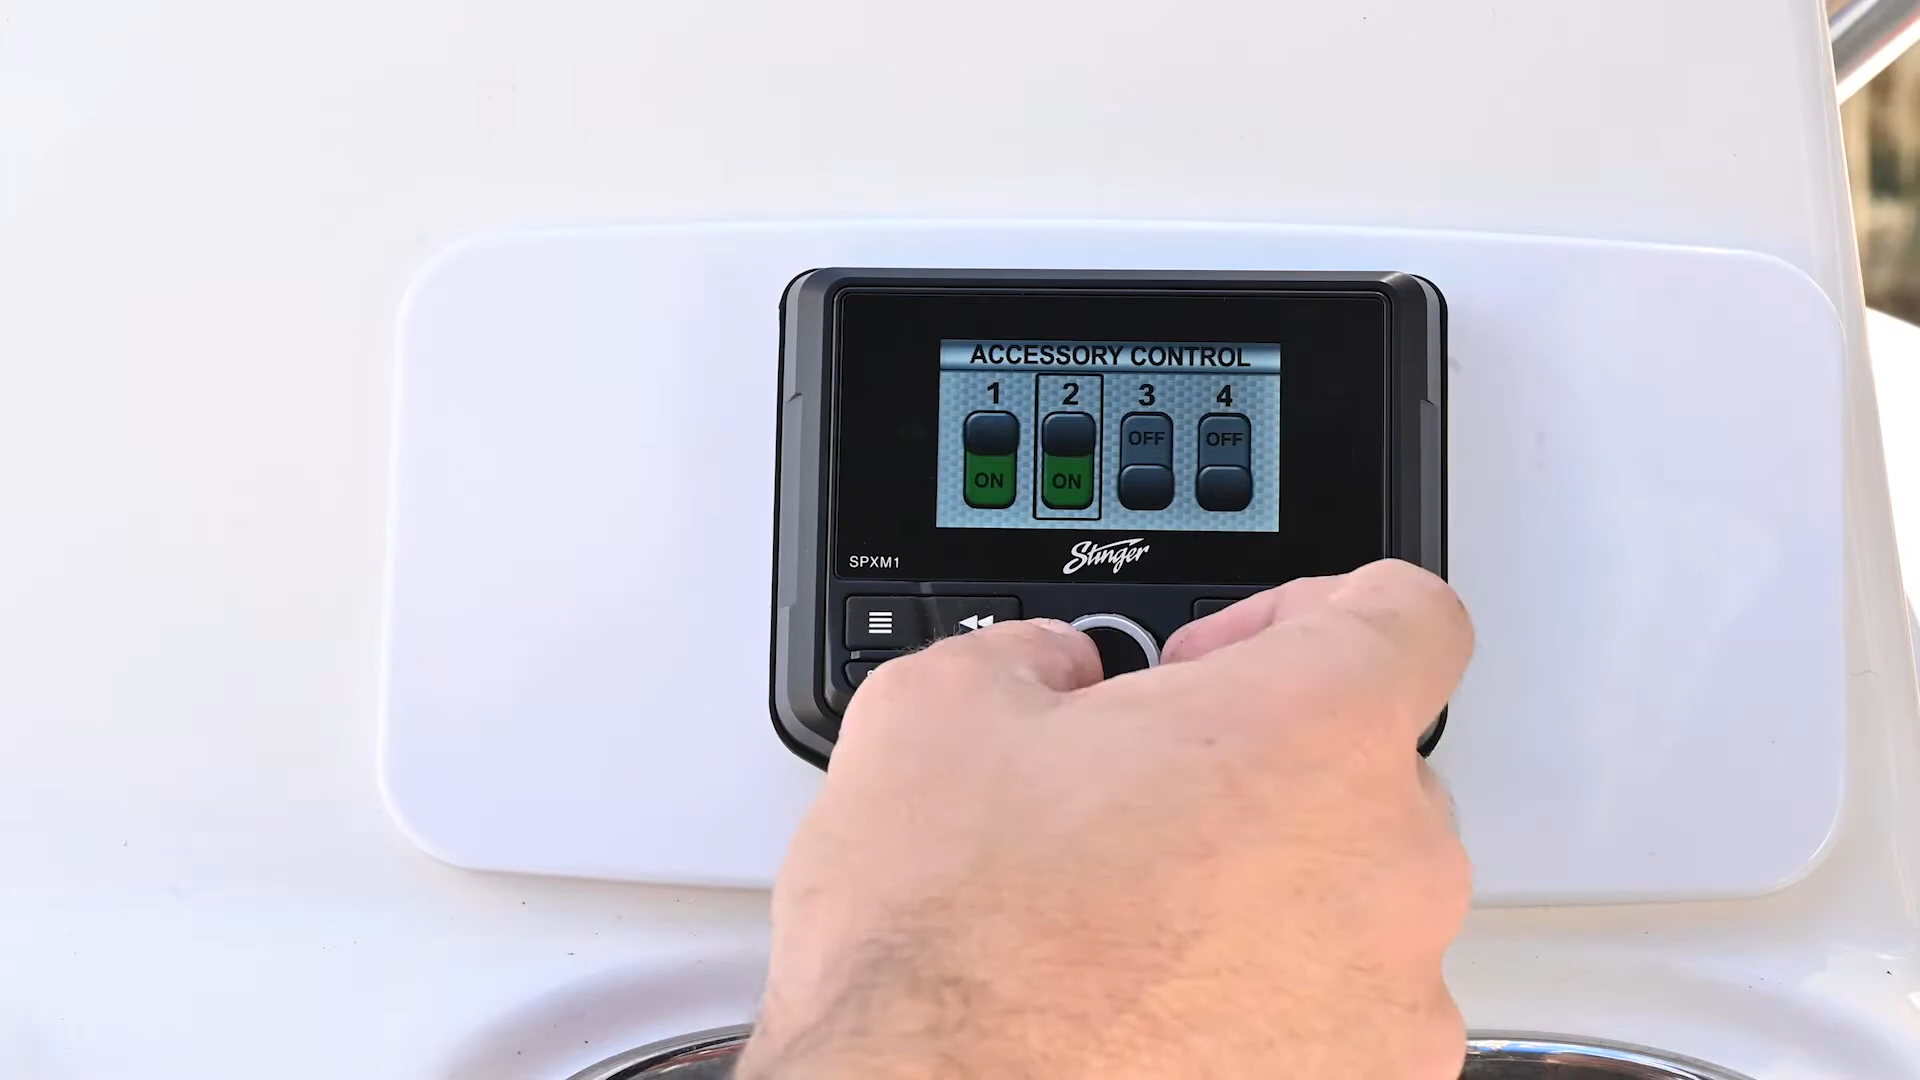 ACCESSORY CONTROL
1 2 3 4
OFF OFF
ON ON
SPXM1
Stinger